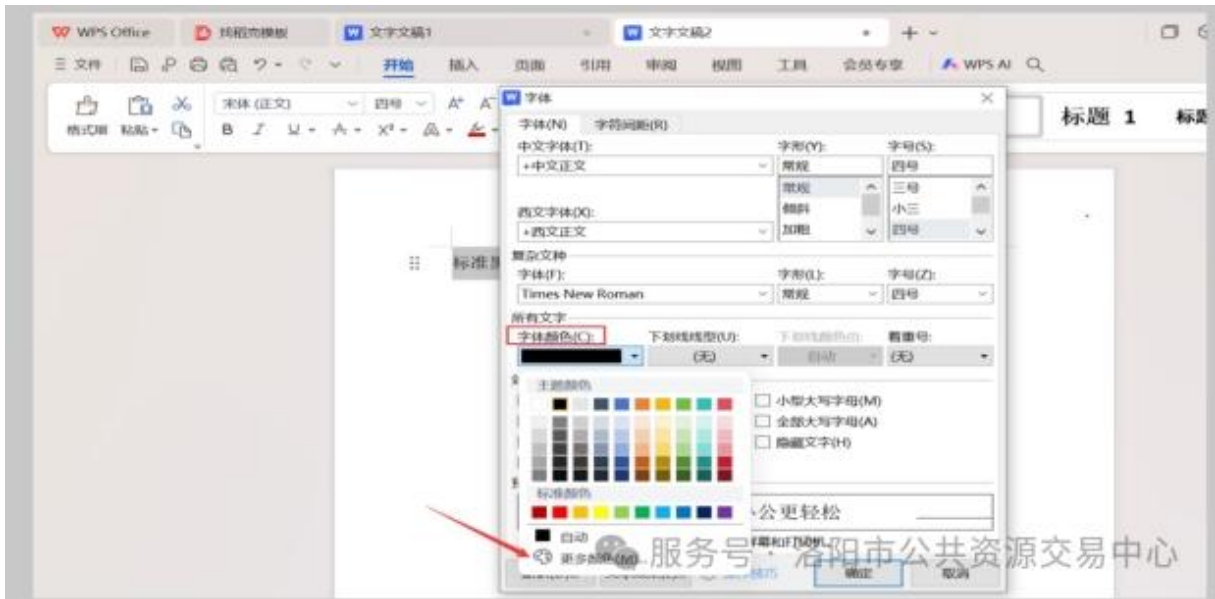 WPS Office 找稻壳模板 文字文稿1 文字文稿2
文件 开始 插入 页面 引用 审阅 视图 工具 会员专享 WPS AI
格式刷 粘贴 宋体 (正文) 四号 A+ A- 标题 1 标题
B I U A X² A
字体
字体(N) 字符间距(R)
中文字体(T): 字形(Y): 字号(S):
+中文正文 常规 四号
常规 三号
倾斜 小三
西文字体(X):
+西文正文 加粗 四号
标准黑
复杂文种
字体(F): 字形(L): 字号(Z):
Times New Roman 常规 四号
所有文字
字体颜色(C): 下划线线型(U): 下划线颜色(I): 着重号:
(无) 自动 (无)
主题颜色
小型大写字母(M)
全部大写字母(A)
隐藏文字(H)
标准颜色
公更轻松
自动
更多颜色(M)...
服务号 · 洛阳市公共资源交易中心
技巧 确定 取消